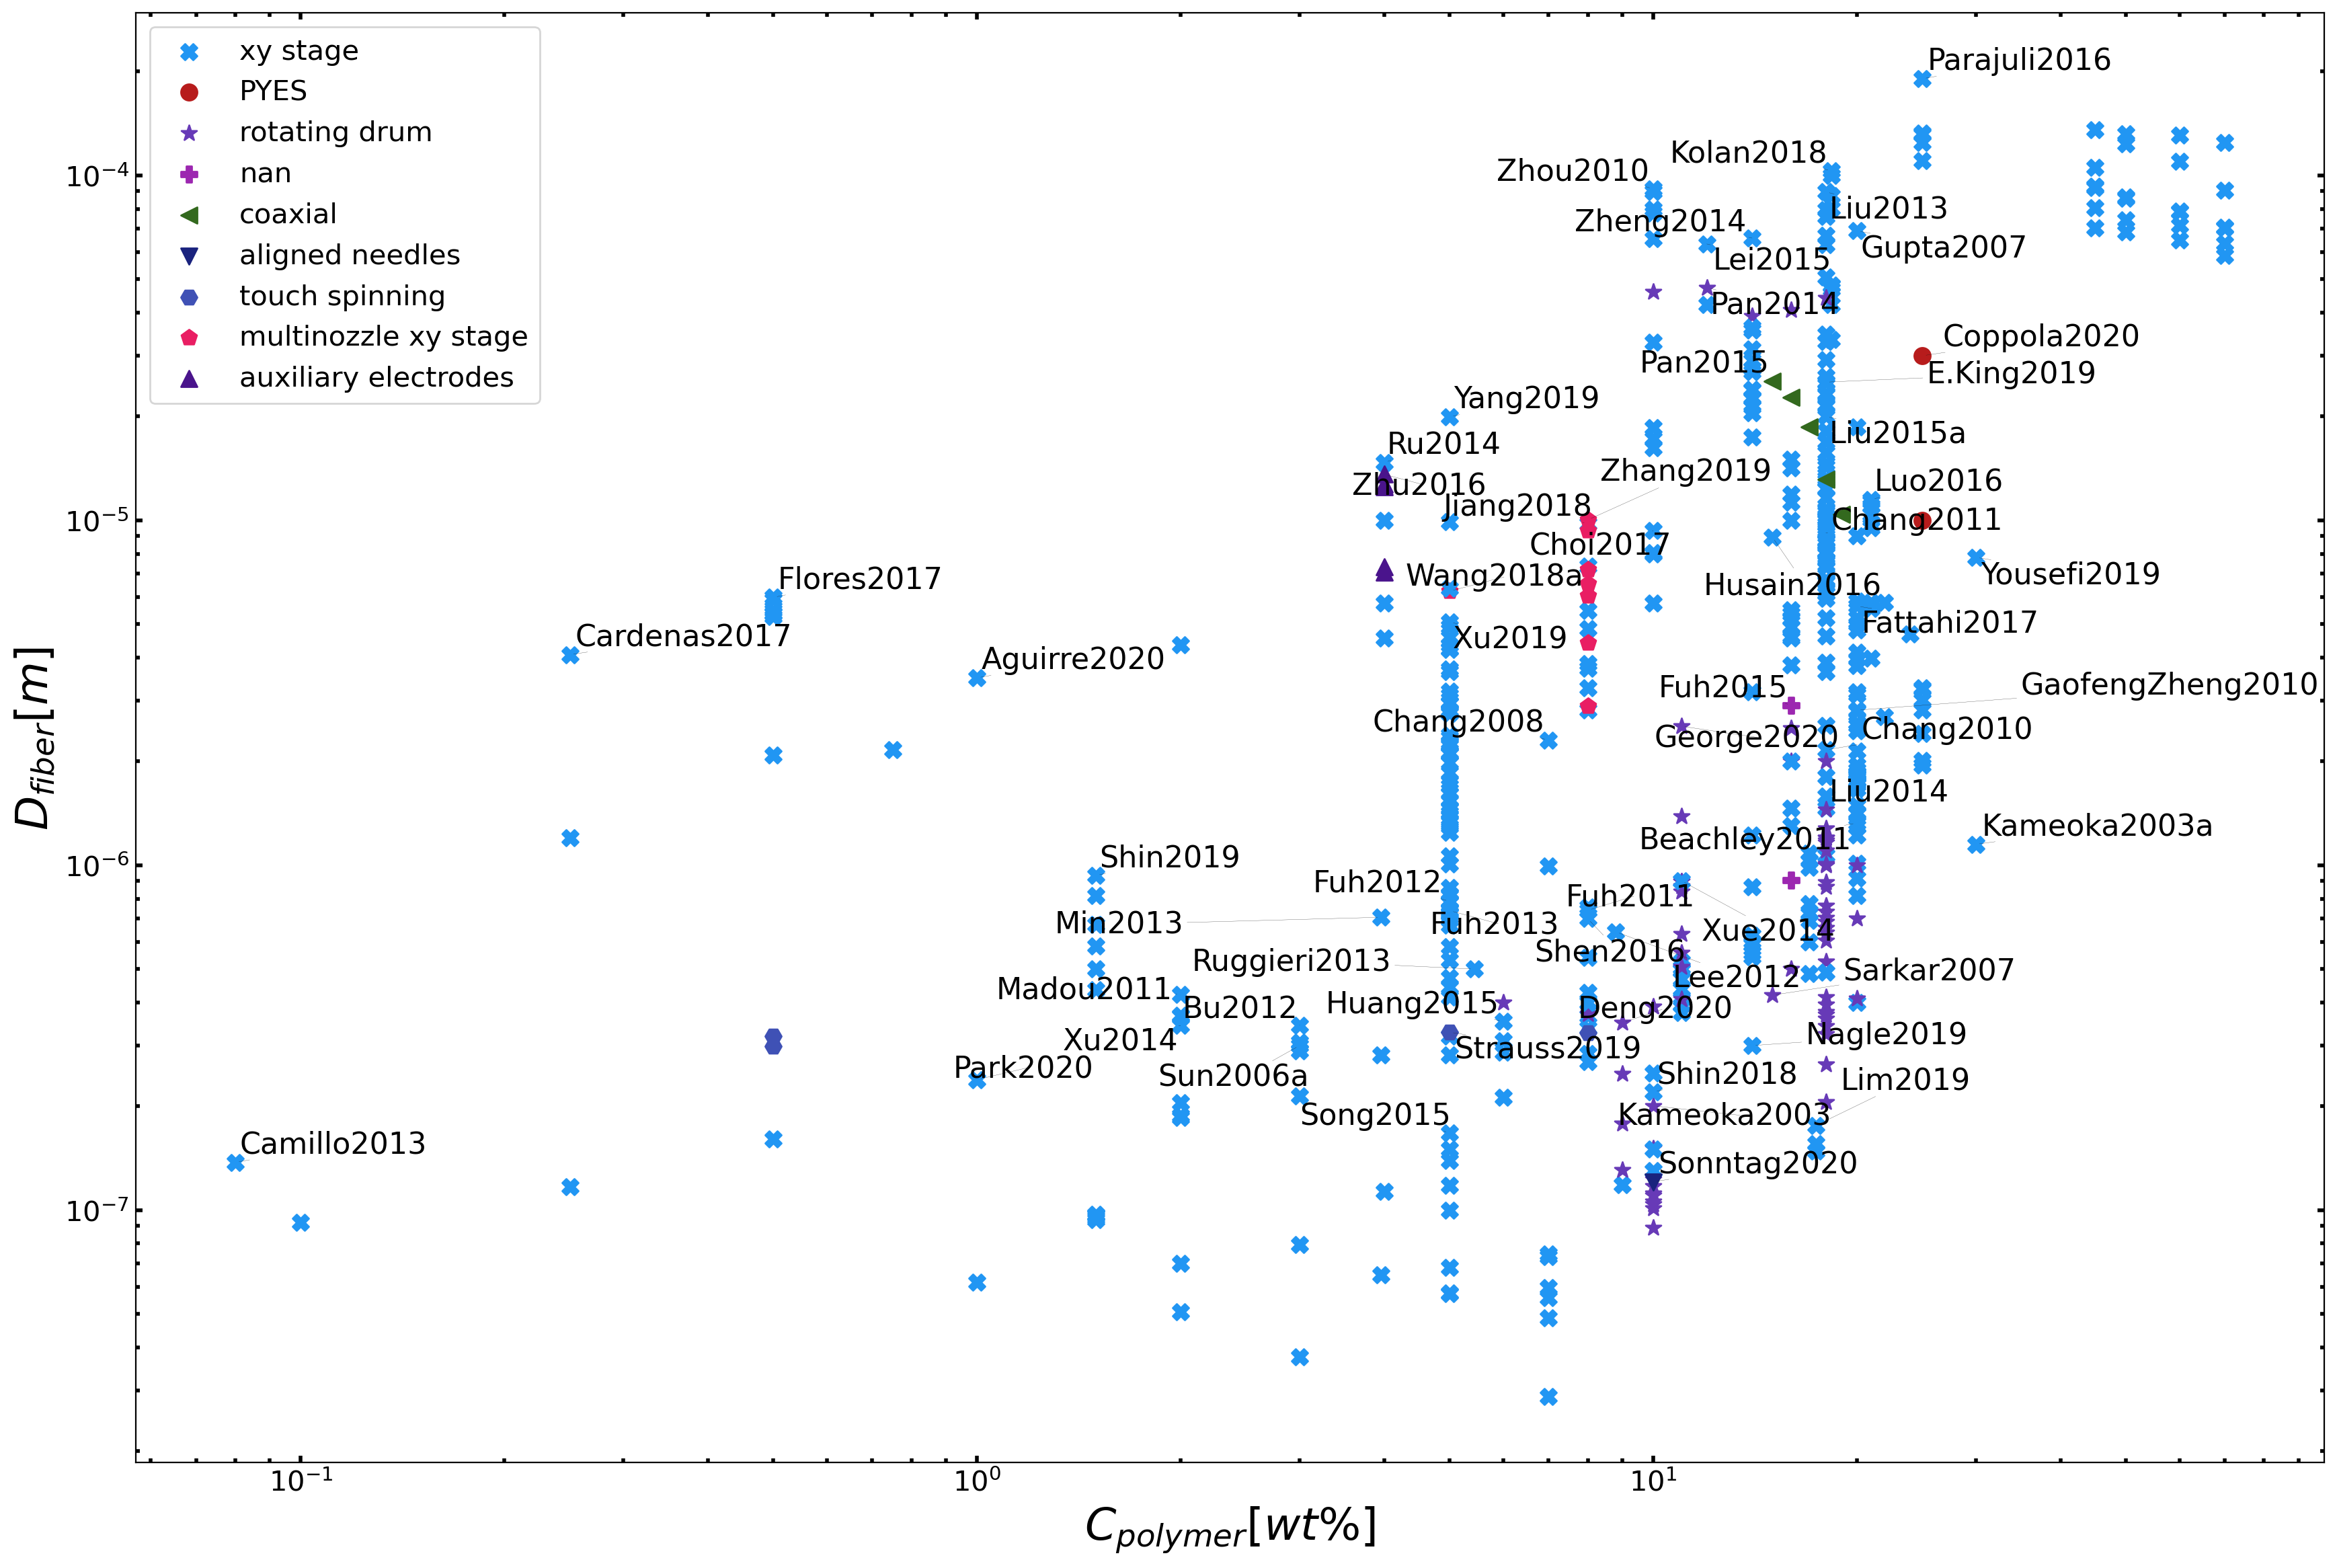 xy stage
PYES
rotating drum
nan
coaxial
aligned needles
touch spinning
multinozzle xy stage
auxiliary electrodes
Parajuli2016
Kolan2018
Zhou2010
Liu2013
Zheng2014
Gupta2007
Lei2015
Pan2014
Coppola2020
Pan2015
E.King2019
Yang2019
Liu2015a
Ru2014
Zhang2019
Luo2016
Zhu2016
Jiang2018
Chang2011
Choi2017
Yousefi2019
Wang2018a
Husain2016
Flores2017
Fattahi2017
Cardenas2017
Xu2019
Aguirre2020
Fuh2015
GaofengZheng2010
Chang2008
Chang2010
George2020
Liu2014
Kameoka2003a
Beachley2011
Shin2019
Fuh2012
Fuh2011
Min2013
Fuh2013
Xue2014
Shen2016
Ruggieri2013
Sarkar2007
Lee2012
Madou2011
Bu2012
Huang2015
Deng2020
Xu2014
Strauss2019
Nagle2019
Park2020
Sun2006a
Shin2018
Lim2019
Song2015
Kameoka2003
Camillo2013
Sonntag2020
10⁻⁴
10⁻⁵
10⁻⁶
10⁻⁷
D_fiber[m]
10⁻¹ 10⁰ 10¹
C_polymer[wt%]